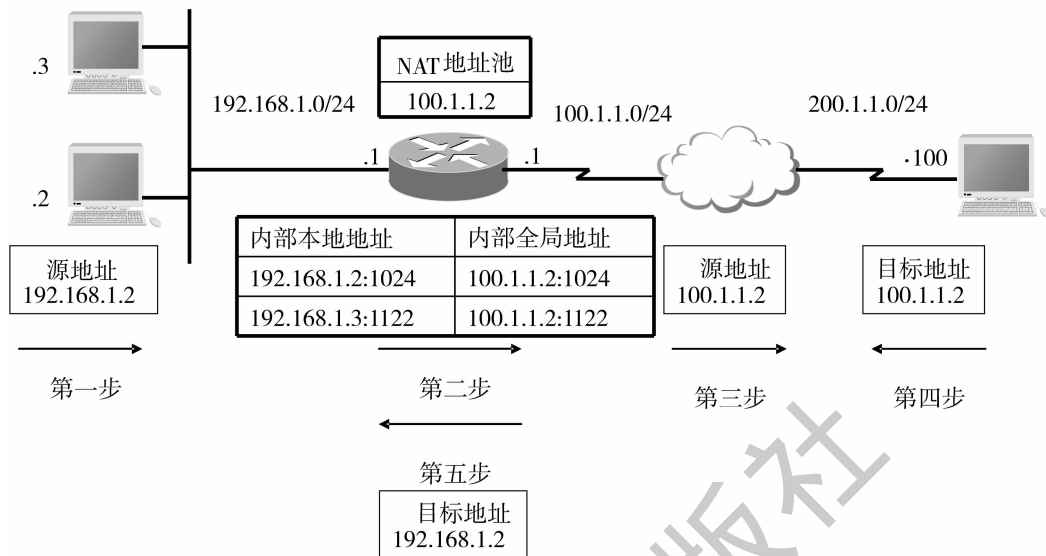 .3
NAT地址池
100.1.1.2
192.168.1.0/24
100.1.1.0/24
200.1.1.0/24
.1
.1
.100
.2
内部本地地址
内部全局地址
192.168.1.2:1024
100.1.1.2:1024
192.168.1.3:1122
100.1.1.2:1122
源地址
192.168.1.2
源地址
100.1.1.2
目标地址
100.1.1.2
第一步
第二步
第三步
第四步
第五步
目标地址
192.168.1.2
版社